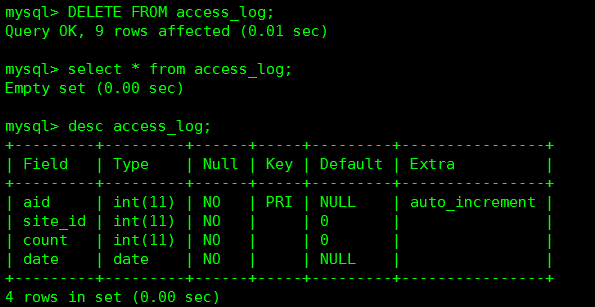 mysql> DELETE FROM access_log;
Query OK, 9 rows affected (0.01 sec)
mysql> select * from access_log;
Empty set (0.00 sec)
mysql> desc access_log;
+---------+---------+------+-----+---------+----------------+
| Field   | Type    | Null | Key | Default | Extra          |
+---------+---------+------+-----+---------+----------------+
| aid     | int(11) | NO   | PRI | NULL    | auto_increment |
| site_id | int(11) | NO   |     | 0       |                |
| count   | int(11) | NO   |     | 0       |                |
| date    | date    | NO   |     | NULL    |                |
+---------+---------+------+-----+---------+----------------+
4 rows in set (0.00 sec)